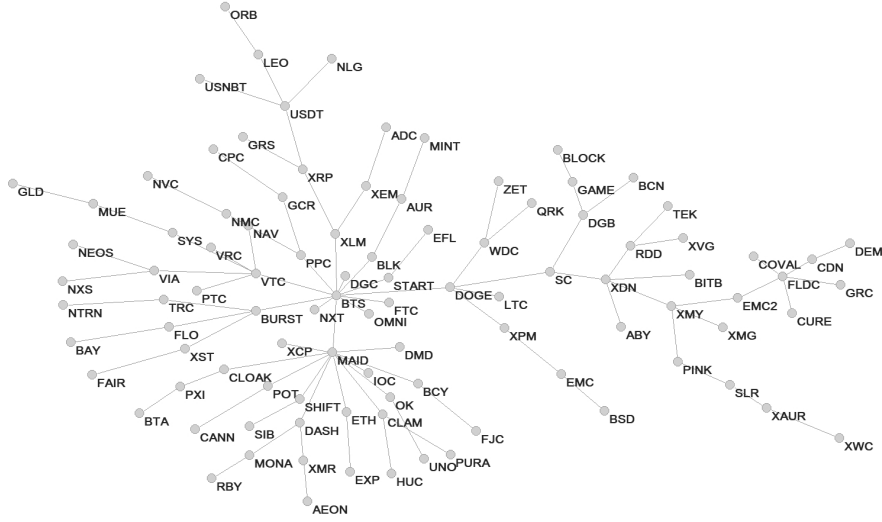 ORB
LEO
NLG
USNBT
USDT
GRS
ADC
MINT
CPC
BLOCK
XRP
GLD
NVC
XEM
ZET
GAME
BCN
GCR
AUR
QRK
TEK
MUE
NMC
DGB
NAV
EFL
SYS
XLM
WDC
RDD
XVG
DEM
NEOS
VRC
PPC
BLK
COVAL
CDN
VIA
VTC
DGC
START
DOGE
SC
XDN
BITB
FLDC
GRC
NXS
PTC
BTS
LTC
EMC2
NTRN
TRC
BURST
NXT
FTC
OMNI
XMY
CURE
FLO
XPM
ABY
XMG
BAY
XST
XCP
MAID
DMD
PINK
FAIR
CLOAK
IOC
EMC
PXI
POT
BCY
SLR
SHIFT
OK
BTA
ETH
CLAM
BSD
XAUR
CANN
SIB
DASH
FJC
XWC
MONA
XMR
UNO
PURA
RBY
EXP
HUC
AEON